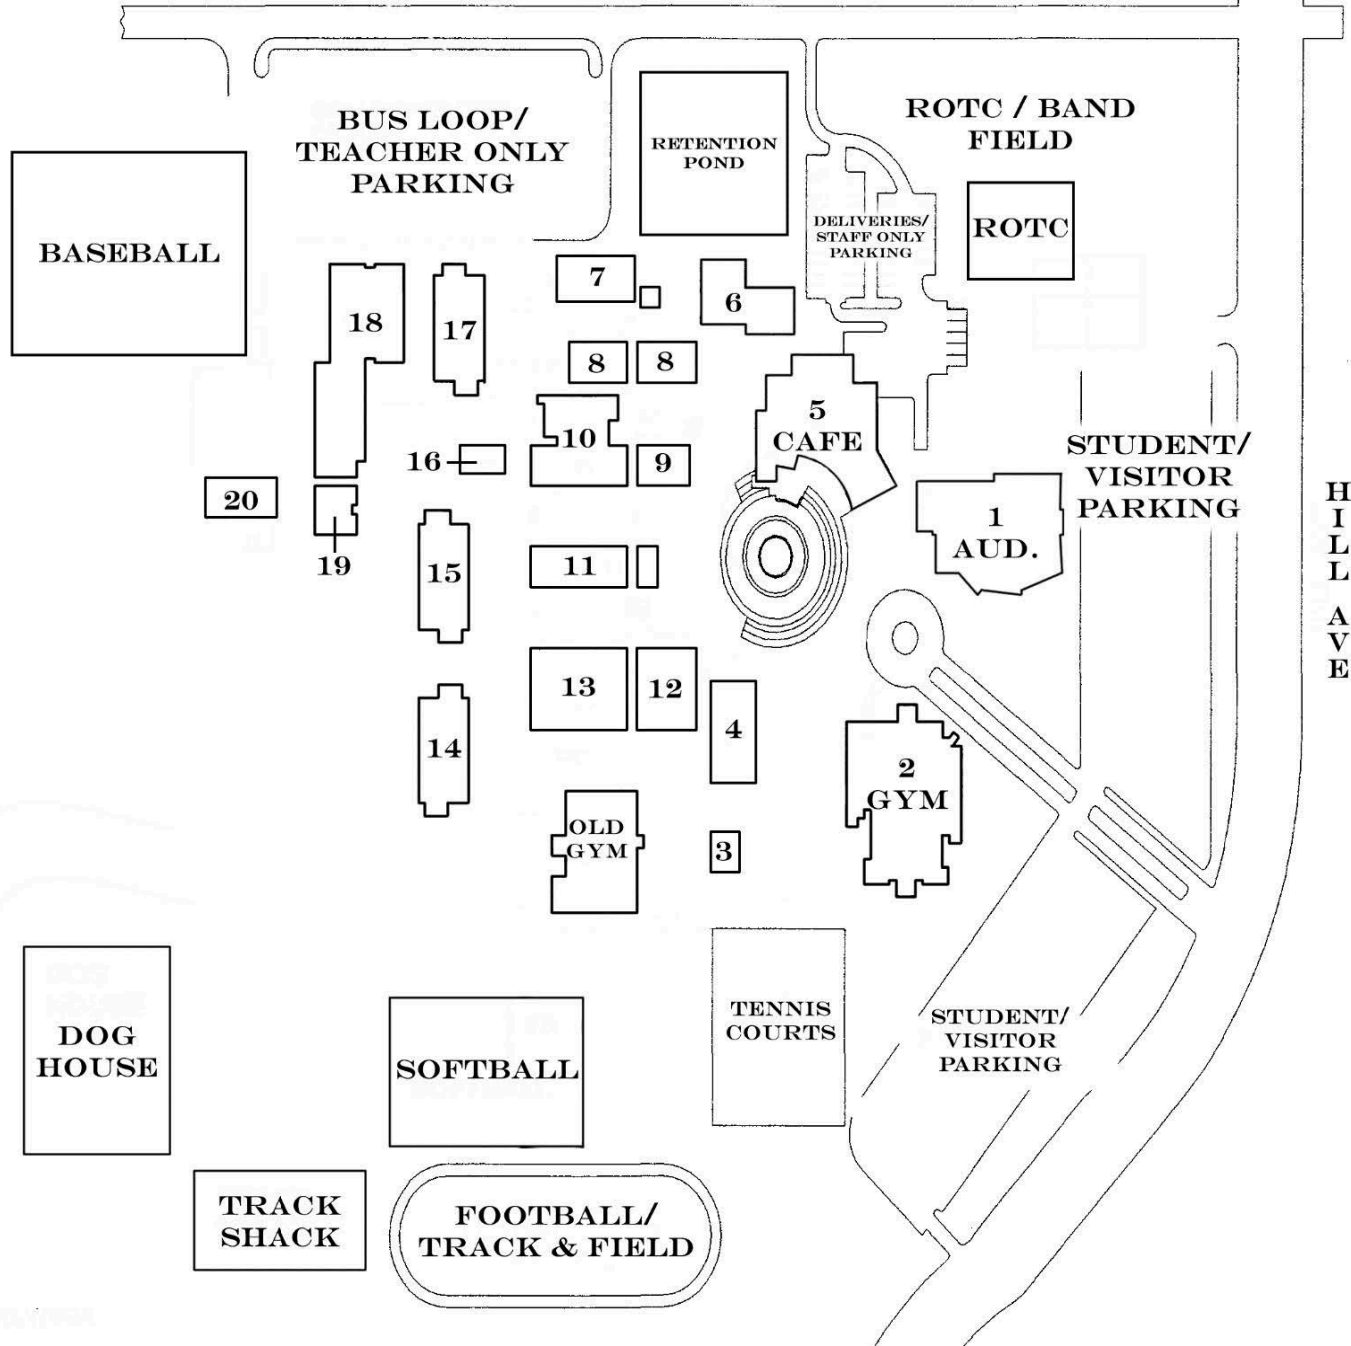 BUS LOOP/
TEACHER ONLY
PARKING
RETENTION
POND
ROTC / BAND
FIELD
ROTC
DELIVERIES/
STAFF ONLY
PARKING
BASEBALL
7
6
18
17
8
8
5
CAFE
10
9
16
20
19
STUDENT/
VISITOR
PARKING
1
AUD.
HILL AVE
15
11
13
12
4
14
2
GYM
OLD
GYM
3
DOG
HOUSE
SOFTBALL
TENNIS
COURTS
STUDENT/
VISITOR
PARKING
TRACK
SHACK
FOOTBALL/
TRACK & FIELD